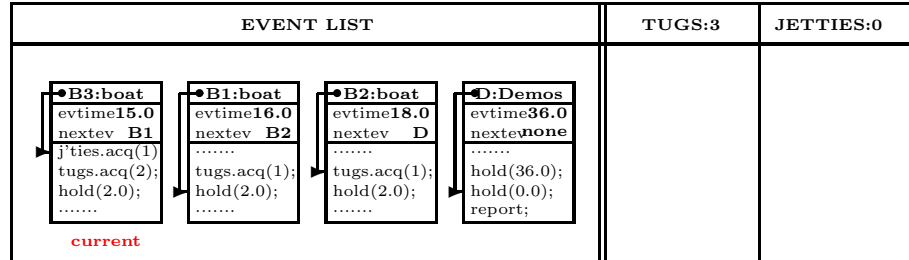 EVENT LIST TUGS:3 JETTIES:0
B3:boat B1:boat B2:boat D:Demos
evtime15.0 evtime16.0 evtime18.0 evtime36.0
nextev B1 nextev B2 nextev D nextevnone
j'ties.acq(1) ....... ....... .......
tugs.acq(2); tugs.acq(1); tugs.acq(1); hold(36.0);
hold(2.0); hold(2.0); hold(2.0); hold(0.0);
....... ....... ....... report;
current